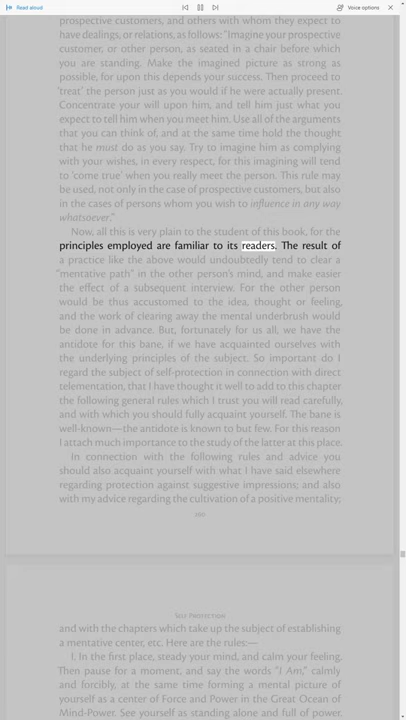 Read aloud
Voice options
prospective customers, and others with whom they expect to
have dealings, or relations, as follows: "Imagine your prospective
customer, or other person, as seated in a chair before which
you are standing. Make the imagined picture as strong as
possible, for upon this depends your success. Then proceed to
'treat' the person just as you would if he were actually present.
Concentrate your will upon him, and tell him just what you
expect to tell him when you meet him. Use all of the arguments
that you can think of, and at the same time hold the thought
that he must do as you say. Try to imagine him as complying
with your wishes, in every respect, for this imagining will tend
to 'come true' when you really meet the person. This rule may
be used, not only in the case of prospective customers, but also
in the cases of persons whom you wish to influence in any way
whatsoever."
Now, all this is very plain to the student of this book, for the
principles employed are familiar to its readers. The result of
a practice like the above would undoubtedly tend to clear a
"mentative path" in the other person's mind, and make easier
the effect of a subsequent interview. For the other person
would be thus accustomed to the idea, thought or feeling,
and the work of clearing away the mental underbrush would
be done in advance. But, fortunately for us all, we have the
antidote for this bane, if we have acquainted ourselves with
the underlying principles of the subject. So important do I
regard the subject of self-protection in connection with direct
telementation, that I have thought it well to add to this chapter
the following general rules which I trust you will read carefully,
and with which you should fully acquaint yourself. The bane is
well-known—the antidote is known to but few. For this reason
I attach much importance to the study of the latter at this place.
In connection with the following rules and advice you
should also acquaint yourself with what I have said elsewhere
regarding protection against suggestive impressions; and also
with my advice regarding the cultivation of a positive mentality;
Self Protection
and with the chapters which take up the subject of establishing
a mentative center, etc. Here are the rules:—
I. In the first place, steady your mind, and calm your feeling.
Then pause for a moment, and say the words "I Am," calmly
and forcibly, at the same time forming a mental picture of
yourself as a center of Force and Power in the Great Ocean of
Mind-Power. See yourself as standing alone and full of power.